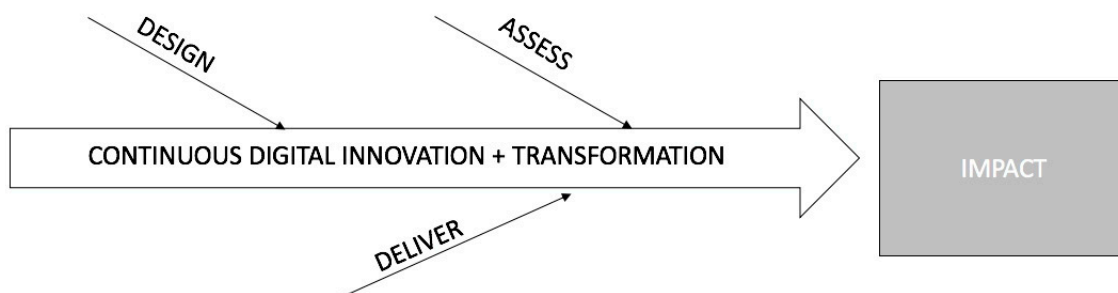 DESIGN
ASSESS
CONTINUOUS DIGITAL INNOVATION + TRANSFORMATION
IMPACT
DELIVER